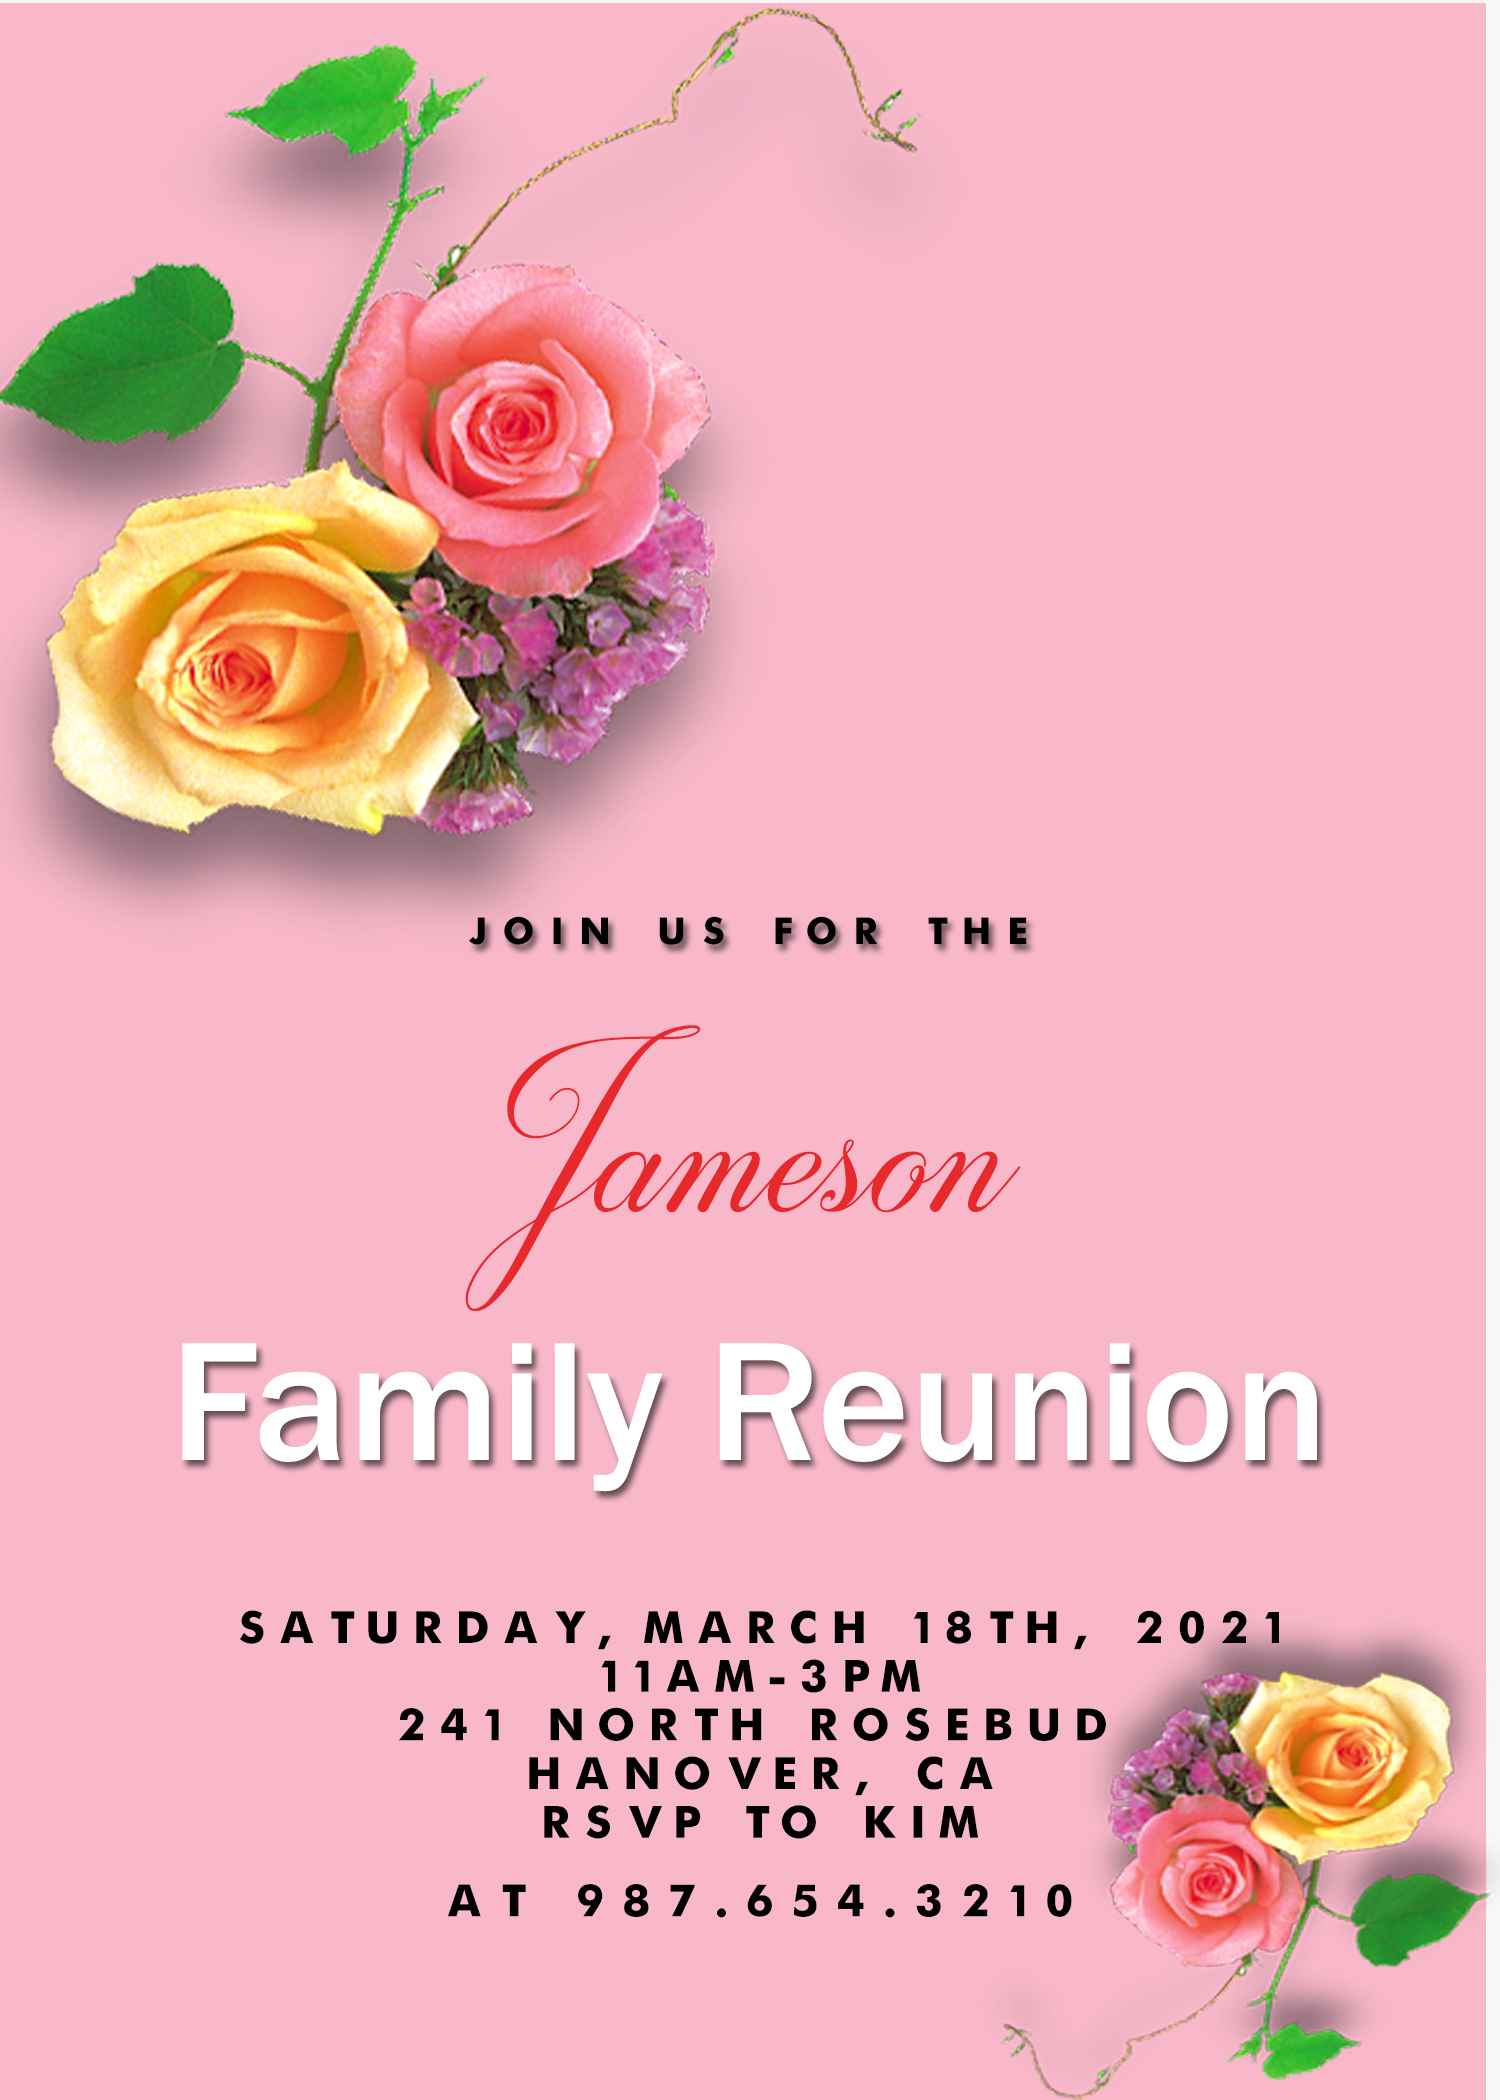 JOIN US FOR THE
Jameson
Family Reunion
SATURDAY, MARCH 18TH, 2021
11AM-3PM
241 NORTH ROSEBUD
HANOVER, CA
RSVP TO KIM
AT 987.654.3210